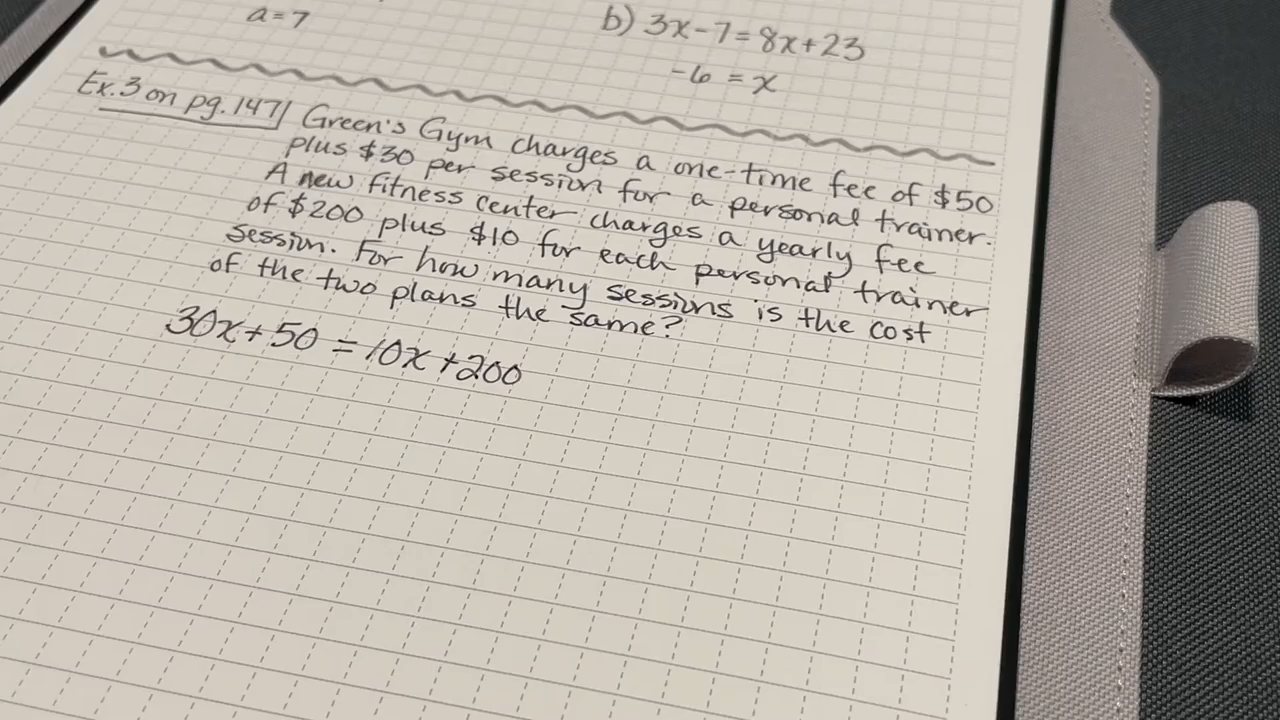 a=7
b) 3x-7=8x+23
-6 = x
Ex.3 on pg. 147 Green's Gym charges a one-time fee of $50
plus $30 per session for a personal trainer.
A new fitness center charges a yearly fee
of $200 plus $10 for each personal trainer
session. For how many sessions is the cost
of the two plans the same?
30x+50 = 10x+200